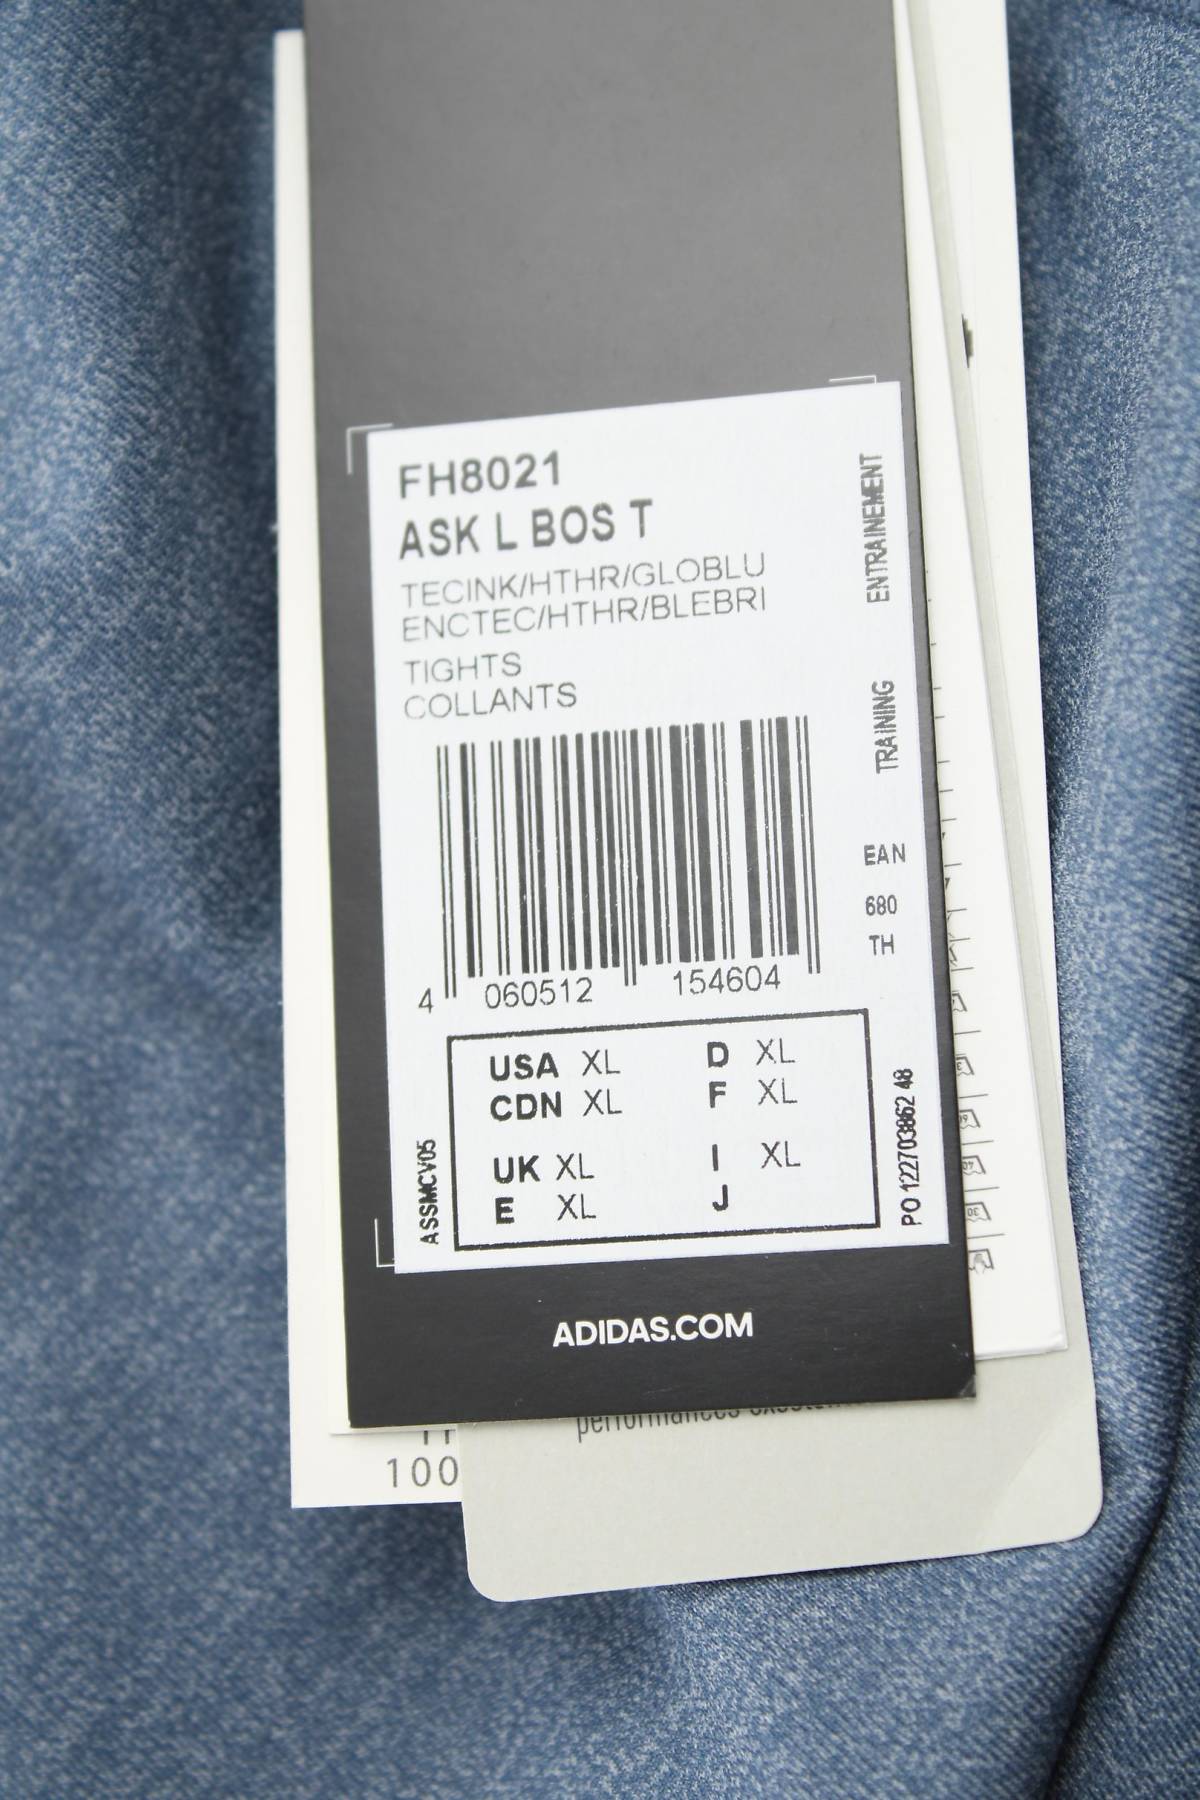 FH8021
ASK L BOS T
TECINK/HTHR/GLOBLU
ENCTEC/HTHR/BLEBRI
TIGHTS
COLLANTS
ENTRAINEMENT
TRAINING
EAN
680
TH
4 060512 154604
USA XL D XL
CDN XL F XL
UK XL I XL
E XL J
ASSMCV05
PO 122703862 48
ADIDAS.COM
performances
100